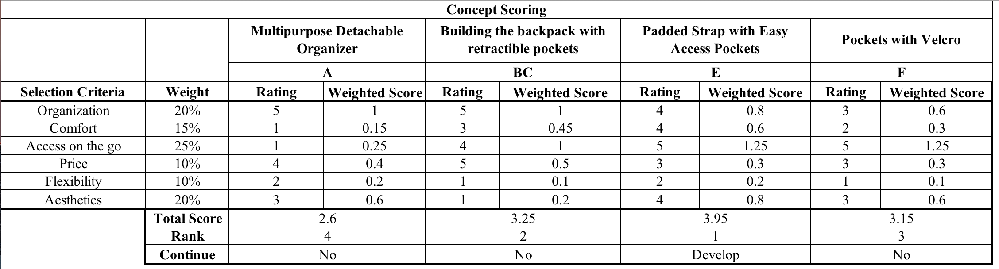 Concept Scoring
Multipurpose Detachable Organizer Building the backpack with retractible pockets Padded Strap with Easy Access Pockets Pockets with Velcro
A BC E F
Selection Criteria Weight Rating Weighted Score Rating Weighted Score Rating Weighted Score Rating Weighted Score
Organization 20% 5 1 5 1 4 0.8 3 0.6
Comfort 15% 1 0.15 3 0.45 4 0.6 2 0.3
Access on the go 25% 1 0.25 4 1 5 1.25 5 1.25
Price 10% 4 0.4 5 0.5 3 0.3 3 0.3
Flexibility 10% 2 0.2 1 0.1 2 0.2 1 0.1
Aesthetics 20% 3 0.6 1 0.2 4 0.8 3 0.6
Total Score 2.6 3.25 3.95 3.15
Rank 4 2 1 3
Continue No No Develop No